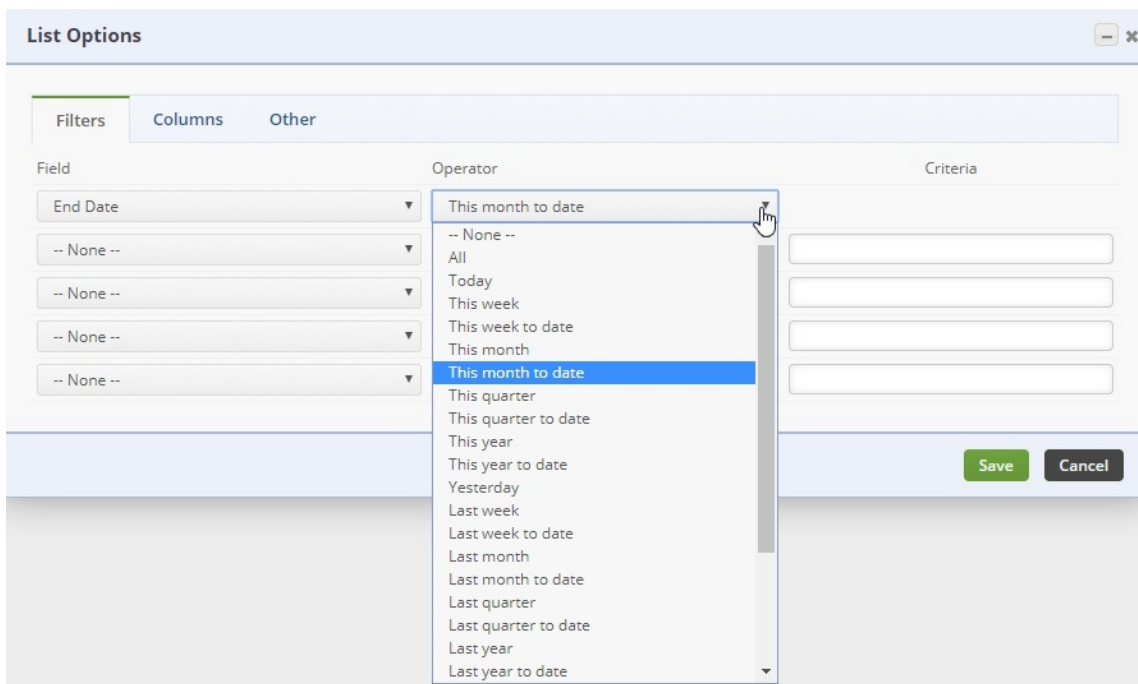 List Options
Filters Columns Other
Field Operator Criteria
End Date This month to date
-- None -- -- None --
All
-- None -- Today
This week
-- None -- This week to date
This month
-- None -- This month to date
This quarter
This quarter to date
This year
This year to date
Save Cancel
Yesterday
Last week
Last week to date
Last month
Last month to date
Last quarter
Last quarter to date
Last year
Last year to date